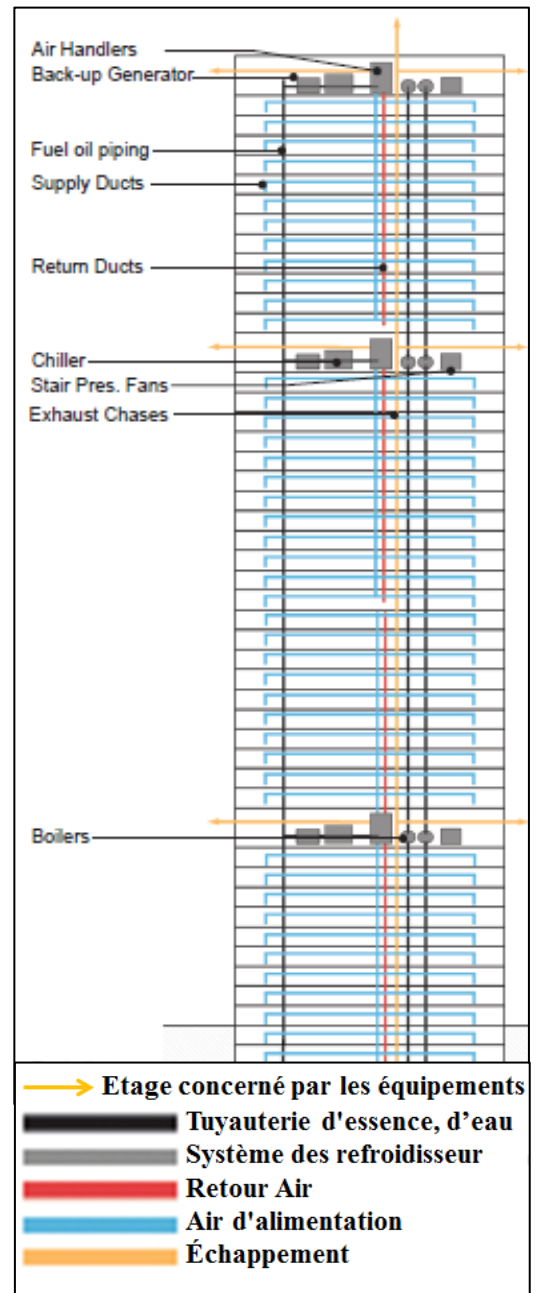 Air Handlers
Back-up Generator
Fuel oil piping
Supply Ducts
Return Ducts
Chiller
Stair Pres. Fans
Exhaust Chases
Boilers
Etage concerné par les équipements
Tuyauterie d'essence, d’eau
Système des refroidisseur
Retour Air
Air d'alimentation
Échappement